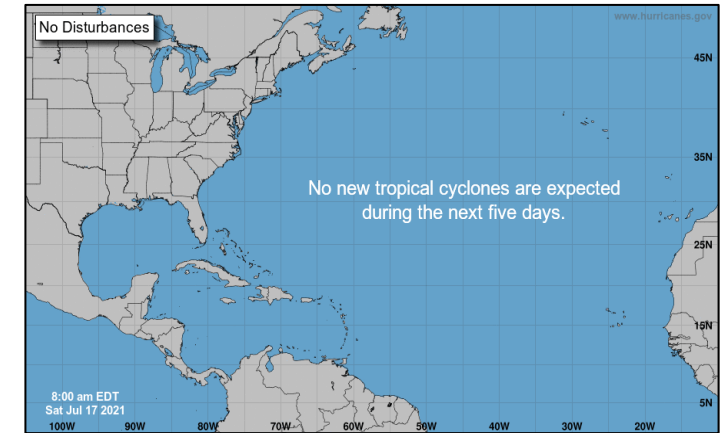 No Disturbances
www.hurricanes.gov
45N
35N
No new tropical cyclones are expected
during the next five days.
25N
15N
8:00 am EDT
Sat Jul 17 2021
5N
100W 90W 80W 70W 60W 50W 40W 30W 20W